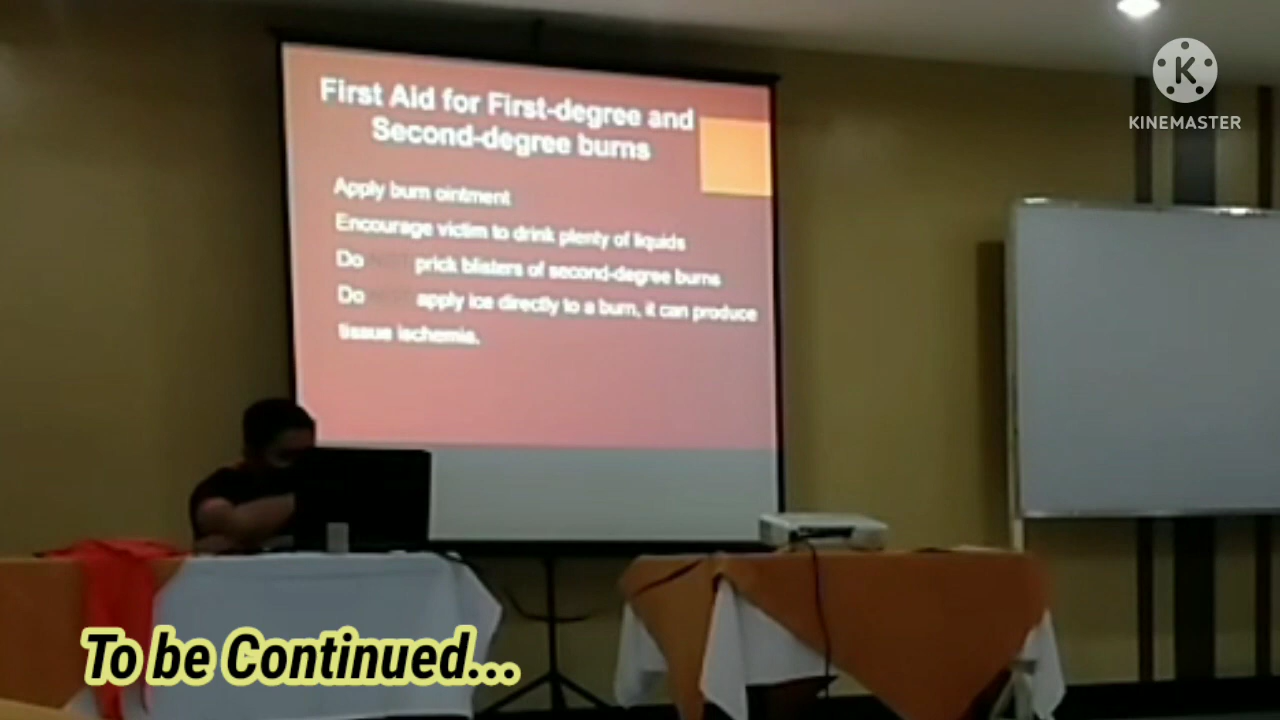 First Aid for First-degree and
Second-degree burns
Apply burn ointment
Encourage victim to drink plenty of liquids
Do NOT prick blisters of second-degree burns
Do NOT apply ice directly to a burn, it can produce
tissue ischemia.
K
KINEMASTER
To be Continued...